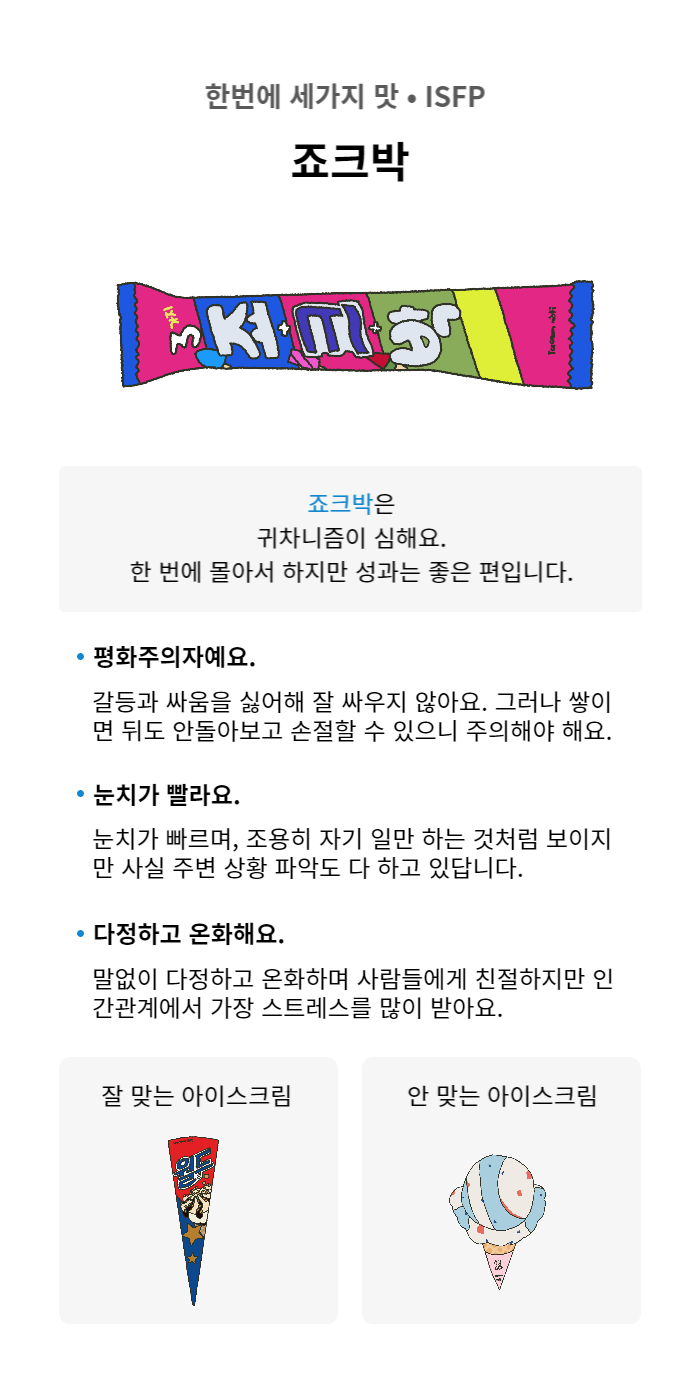 한번에 세가지 맛 • ISFP
죠크박
3
죠+크+박
죠크박은
귀차니즘이 심해요.
한 번에 몰아서 하지만 성과는 좋은 편입니다.
• 평화주의자예요.
갈등과 싸움을 싫어해 잘 싸우지 않아요. 그러나 쌓이
면 뒤도 안돌아보고 손절할 수 있으니 주의해야 해요.
• 눈치가 빨라요.
눈치가 빠르며, 조용히 자기 일만 하는 것처럼 보이지
만 사실 주변 상황 파악도 다 하고 있답니다.
• 다정하고 온화해요.
말없이 다정하고 온화하며 사람들에게 친절하지만 인
간관계에서 가장 스트레스를 많이 받아요.
잘 맞는 아이스크림
안 맞는 아이스크림
월드